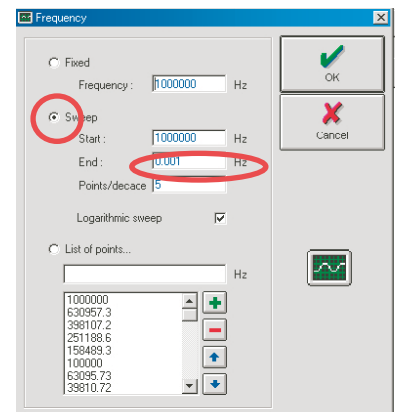 Frequency
Fixed
Frequency : 1000000 Hz
OK
Sweep
Start : 1000000 Hz
Cancel
End : 0.001 Hz
Points/decace 5
Logarithmic sweep
List of points...
Hz
1000000
630957.3
398107.2
251188.6
158489.3
100000
63095.73
39810.72